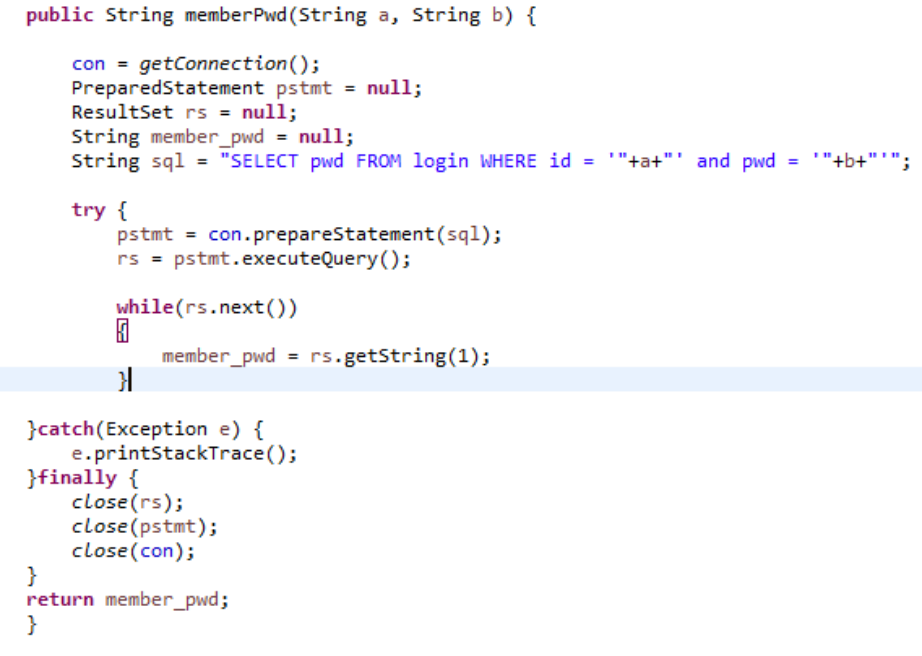 public String memberPwd(String a, String b) {
con = getConnection();
PreparedStatement pstmt = null;
ResultSet rs = null;
String member_pwd = null;
String sql = "SELECT pwd FROM login WHERE id = '"+a+"' and pwd = '"+b+"'";
try {
pstmt = con.prepareStatement(sql);
rs = pstmt.executeQuery();
while(rs.next())
{
member_pwd = rs.getString(1);
}
}catch(Exception e) {
e.printStackTrace();
}finally {
close(rs);
close(pstmt);
close(con);
}
return member_pwd;
}